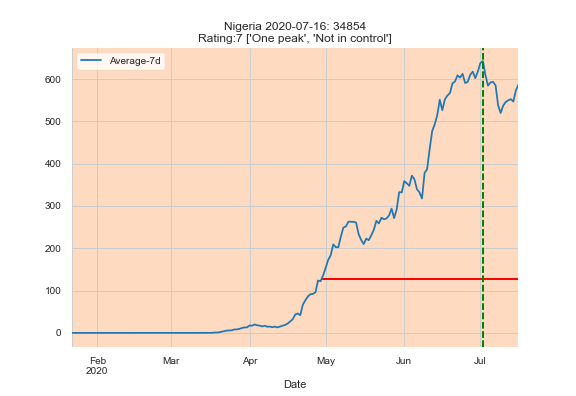 Nigeria 2020-07-16: 34854
Rating:7 ['One peak', 'Not in control']
Average-7d
600
500
400
300
200
100
0
Feb
2020
Mar
Apr
May
Jun
Jul
Date